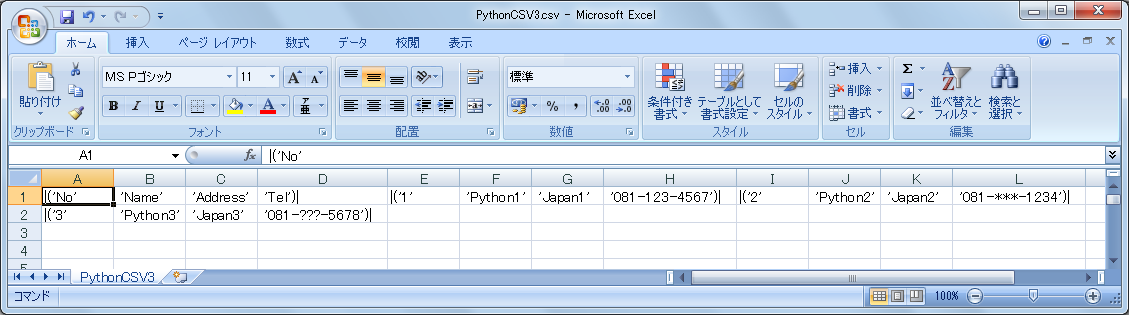 PythonCSV3.csv - Microsoft Excel
ホーム 挿入 ページ レイアウト 数式 データ 校閲 表示
貼り付け
クリップボード
MS Pゴシック 11
B I U
A A
A ア 亜
フォント
配置
標準
% , .0 .00 .00 .0
数値
条件付き書式
テーブルとして書式設定
セルのスタイル
スタイル
挿入
削除
書式
セル
Σ
並べ替えとフィルタ
検索と選択
編集
A1 fx |('No'
A B C D E F G H I J K L
1 |('No' 'Name' 'Address' 'Tel')| |('1' 'Python1' 'Japan1' '081-123-4567')| |('2' 'Python2' 'Japan2' '081-***-1234')|
2 |('3' 'Python3' 'Japan3' '081-???-5678')|
3
4
5
PythonCSV3
コマンド 100%